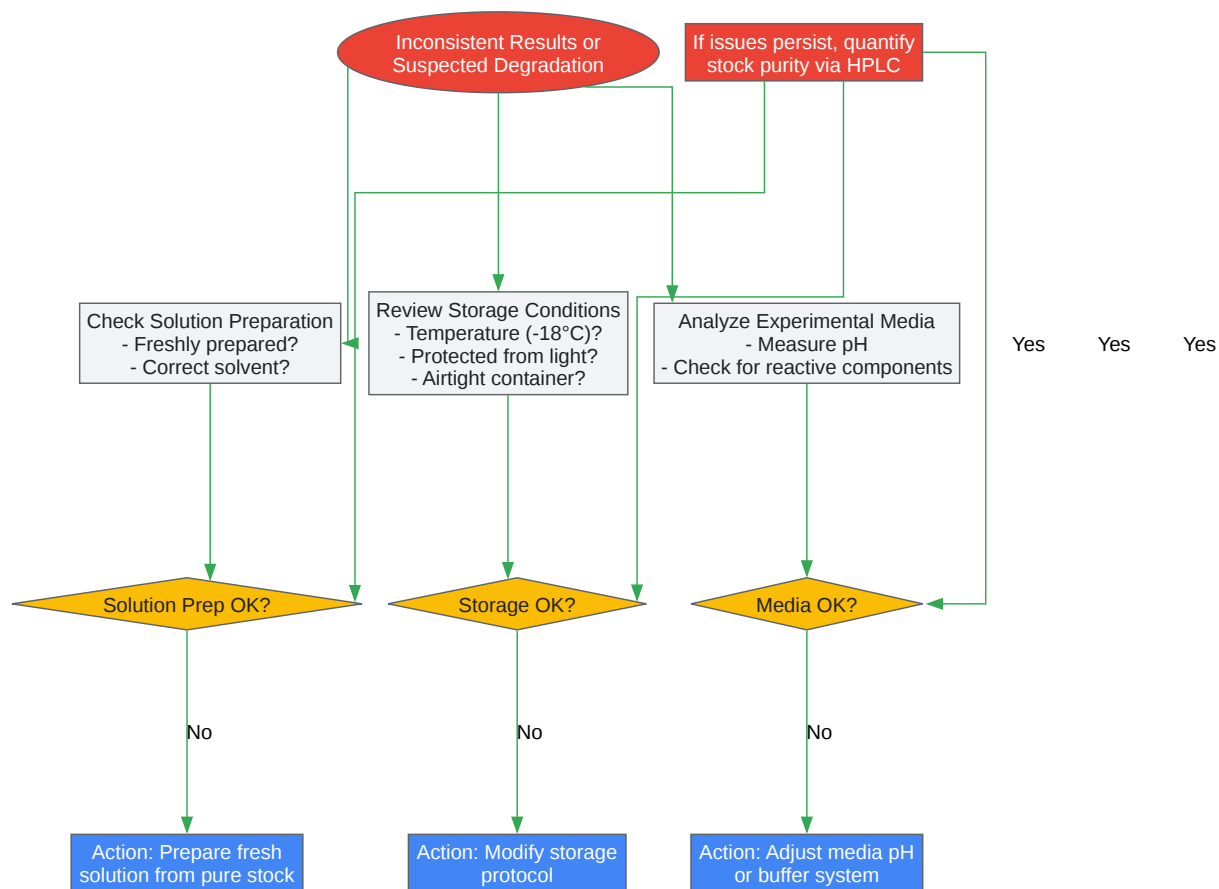 Inconsistent Results or
Suspected Degradation
If issues persist, quantify
stock purity via HPLC
Check Solution Preparation
- Freshly prepared?
- Correct solvent?
Review Storage Conditions
- Temperature (-18°C)?
- Protected from light?
- Airtight container?
Analyze Experimental Media
- Measure pH
- Check for reactive components
Yes
Yes
Yes
Solution Prep OK?
Storage OK?
Media OK?
No
No
No
Action: Prepare fresh
solution from pure stock
Action: Modify storage
protocol
Action: Adjust media pH
or buffer system